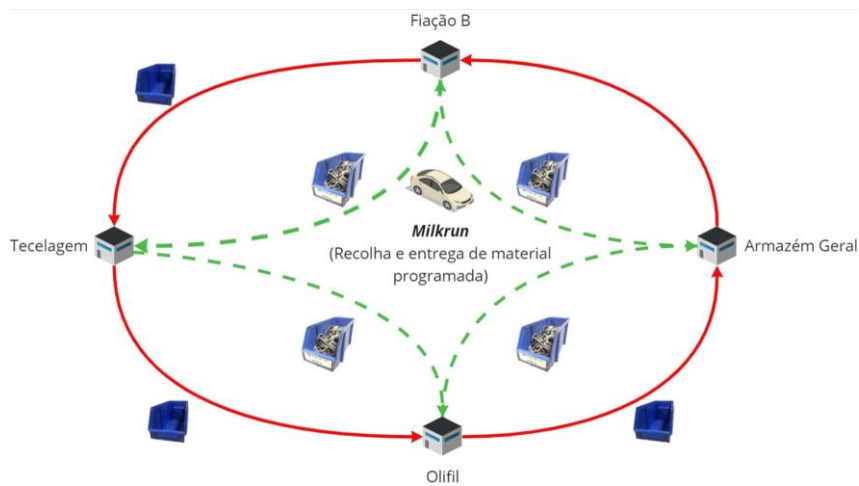 Fiação B
Milkrun
Tecelagem
(Recolha e entrega de material
programada)
Armazém Geral
Olifil